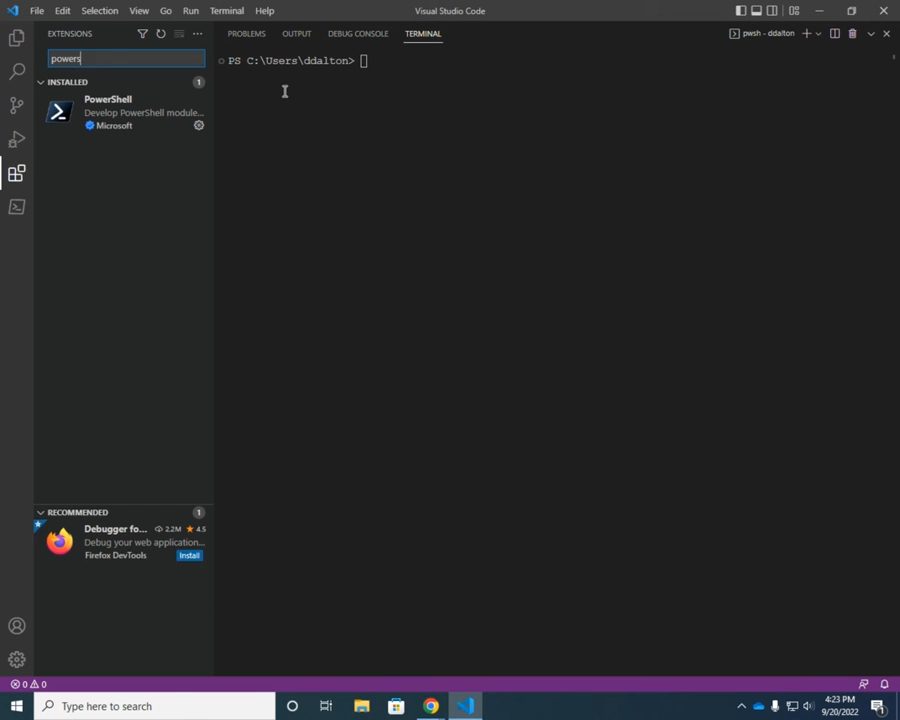 File Edit Selection View Go Run Terminal Help
Visual Studio Code
EXTENSIONS
PROBLEMS OUTPUT DEBUG CONSOLE TERMINAL
pwsh - ddalton
powers
PS C:\Users\ddalton>
INSTALLED 1
PowerShell
Develop PowerShell module...
Microsoft
RECOMMENDED 1
Debugger fo... 2.2M 4.5
Debug your web application...
Firefox DevTools Install
0 0
Type here to search
4:23 PM
9/20/2022
1